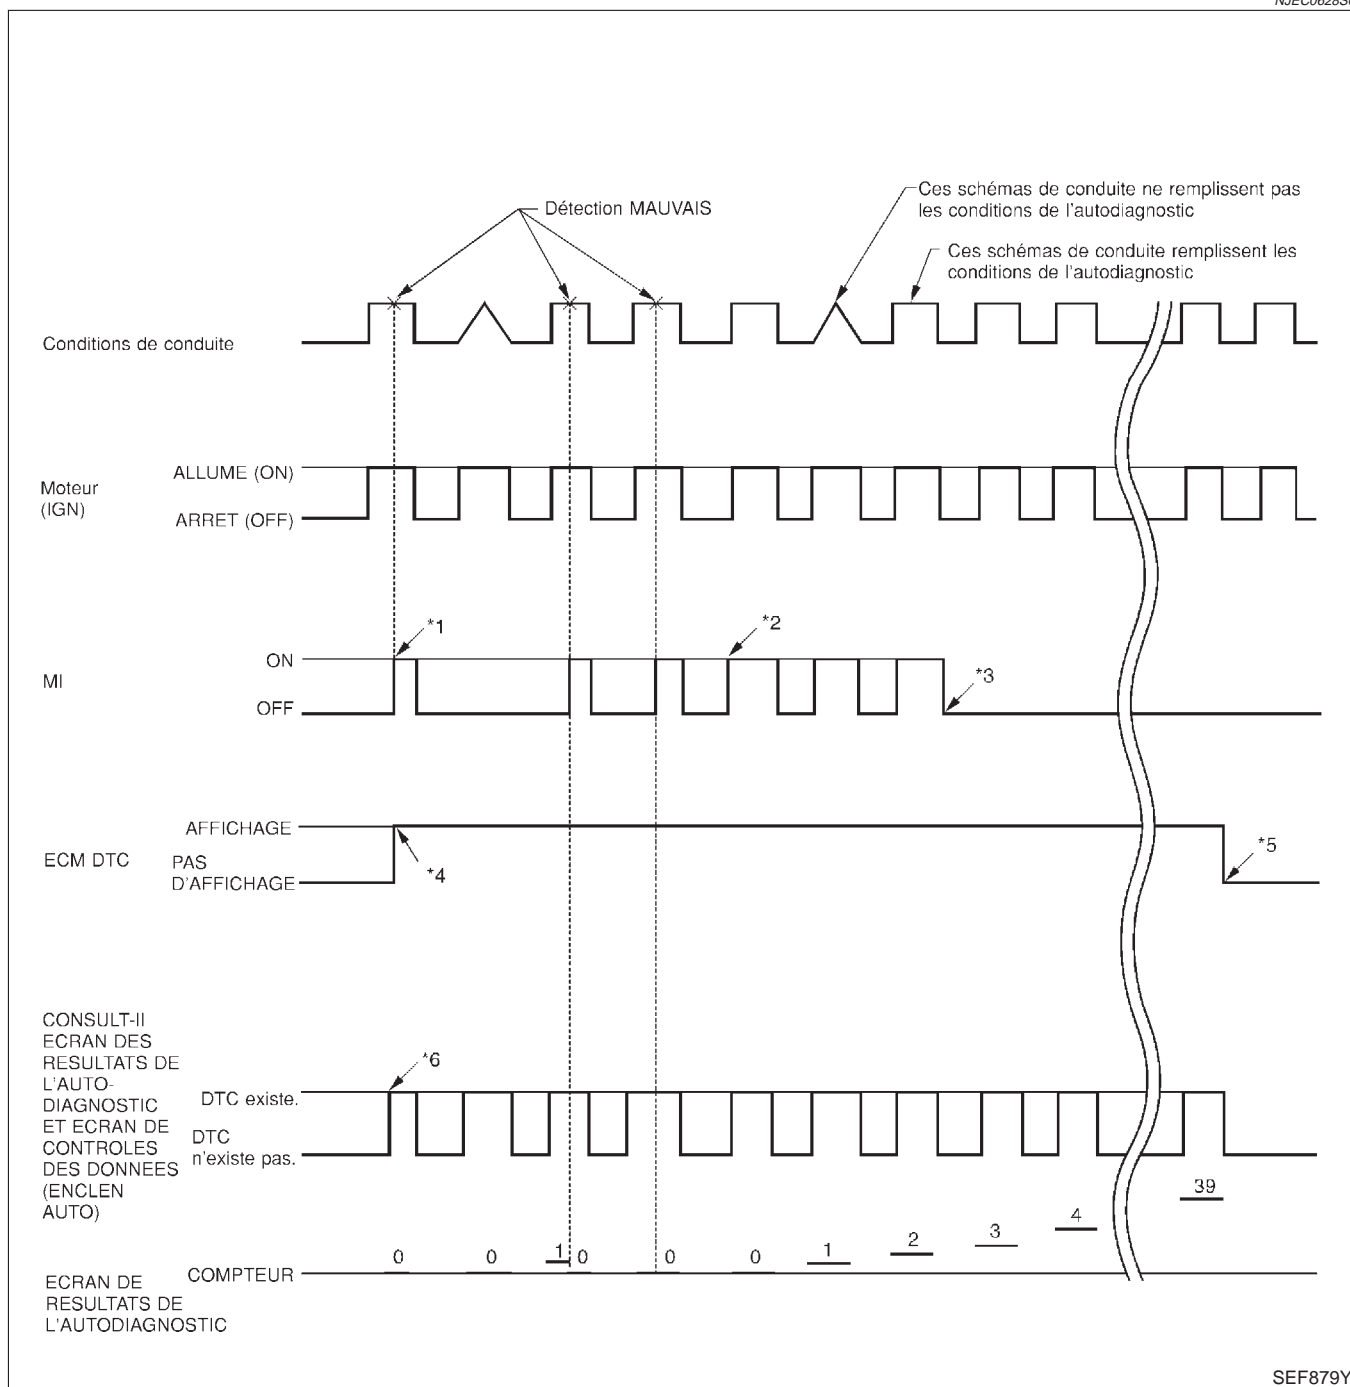 Détection MAUVAIS
Ces schémas de conduite ne remplissent pas
les conditions de l'autodiagnostic
Ces schémas de conduite remplissent les
conditions de l'autodiagnostic
Conditions de conduite
Moteur
(IGN)
ALLUME (ON)
ARRET (OFF)
*1
*2
*3
MI
ON
OFF
ECM DTC
AFFICHAGE
PAS
D'AFFICHAGE
*4
*5
CONSULT-II
ECRAN DES
RESULTATS DE
L'AUTO-
DIAGNOSTIC
ET ECRAN DE
CONTROLES
DES DONNEES
(ENCLEN
AUTO)
*6
DTC existe.
DTC
n'existe pas.
39
4
3
2
1
0 0 1 0 0 0
COMPTEUR
ECRAN DE
RESULTATS DE
L'AUTODIAGNOSTIC
SEF879Y